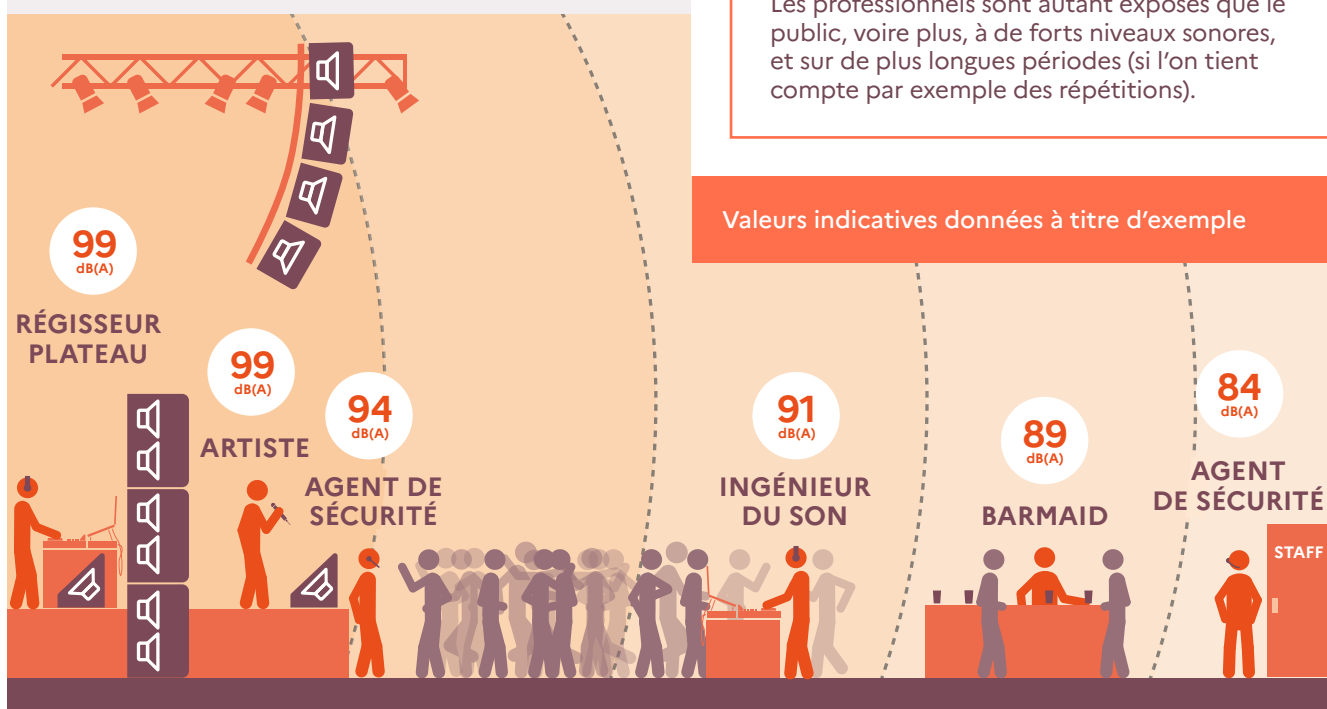 Les professionnels sont autant exposés que le
public, voire plus, à de forts niveaux sonores,
et sur de plus longues périodes (si l’on tient
compte par exemple des répétitions).
Valeurs indicatives données à titre d’exemple
99
dB(A)
RÉGISSEUR
PLATEAU
99
dB(A)
ARTISTE
94
dB(A)
AGENT DE
SÉCURITÉ
91
dB(A)
INGÉNIEUR
DU SON
89
dB(A)
BARMAID
84
dB(A)
AGENT
DE SÉCURITÉ
STAFF